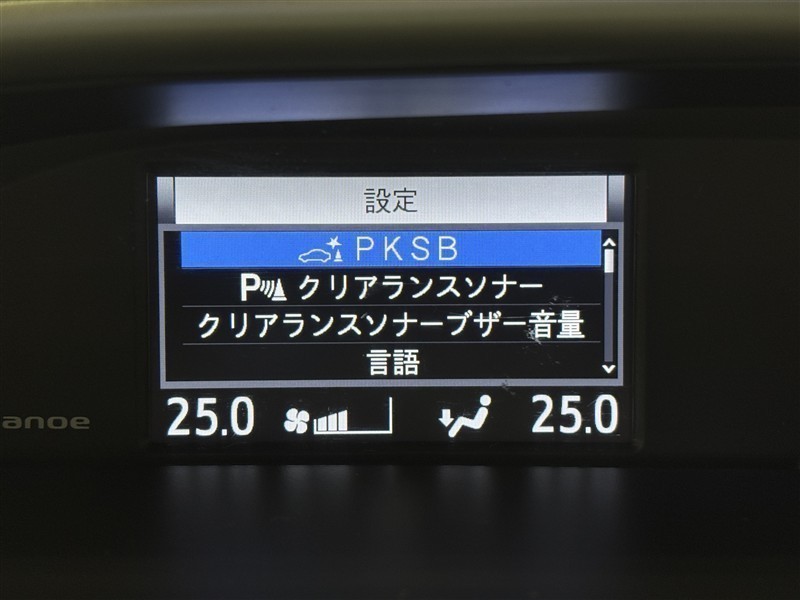 設定
PKSB
P クリアランスソナー
クリアランスソナーブザー音量
言語
25.0 25.0
anoe